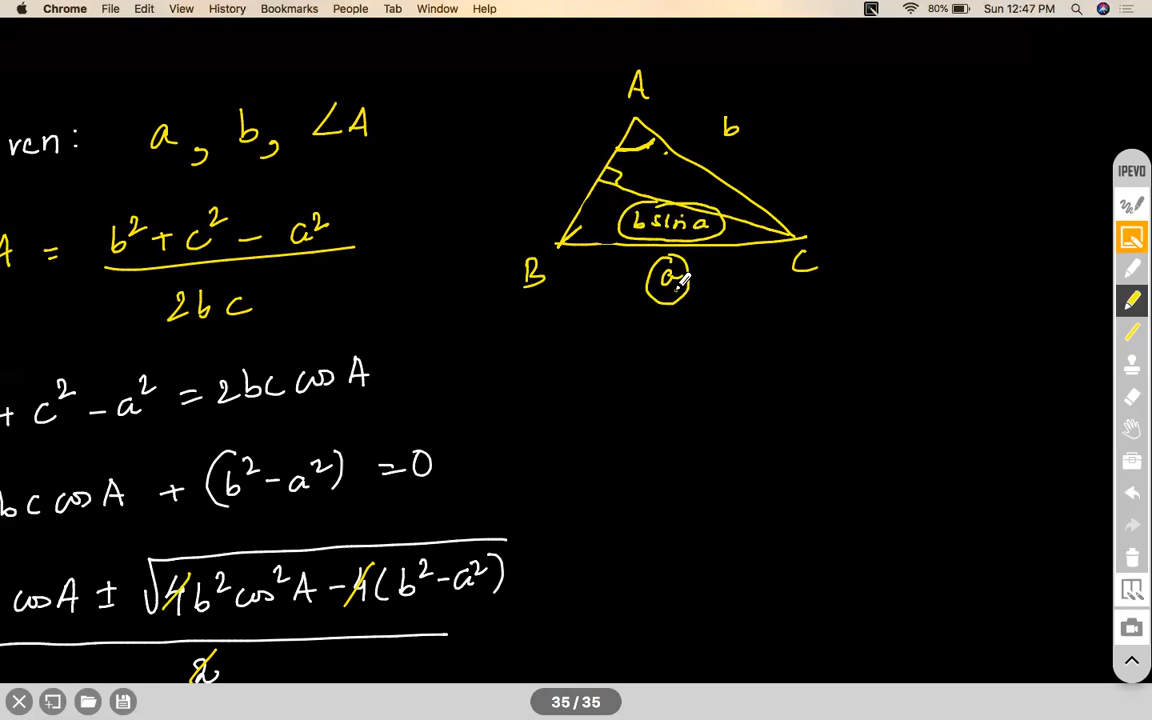 Chrome File Edit View History Bookmarks People Tab Window Help 80% Sun 12:47 PM
ren: a, b, ∠A
A = b² + c² - a² / 2bc
+ c² - a² = 2bc cos A
bc cos A + (b² - a²) = 0
cos A ± √4b² cos² A - 4(b² - a²)
2
A
b
b sin a
B
a
C
IPEVO
35/35